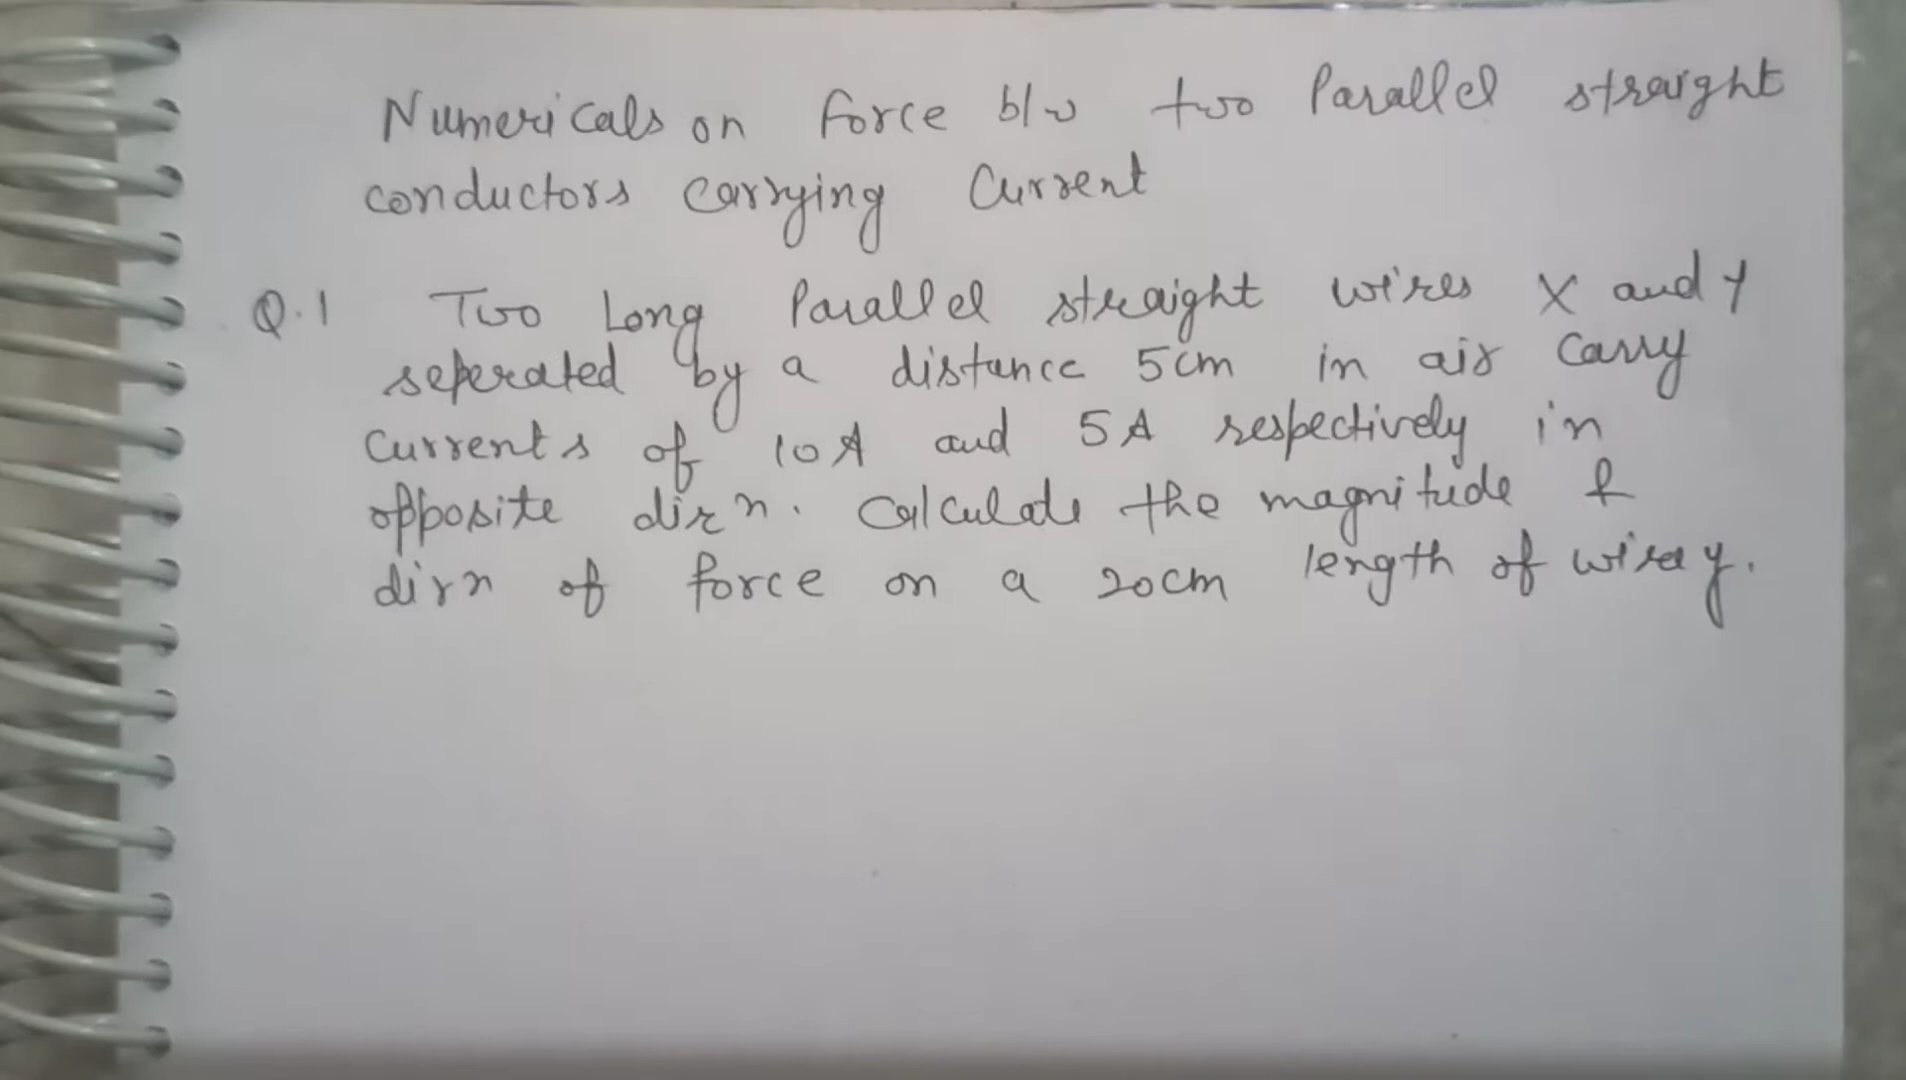 Numericals on force b/w two Parallel straight
conductors carrying Current
Q.1 Two Long Parallel straight wires X and Y
seperated by a distance 5cm in air carry
currents of 10A and 5A respectively in
opposite dirn. Calculate the magnitude &
dirn of force on a 20cm length of wire y.